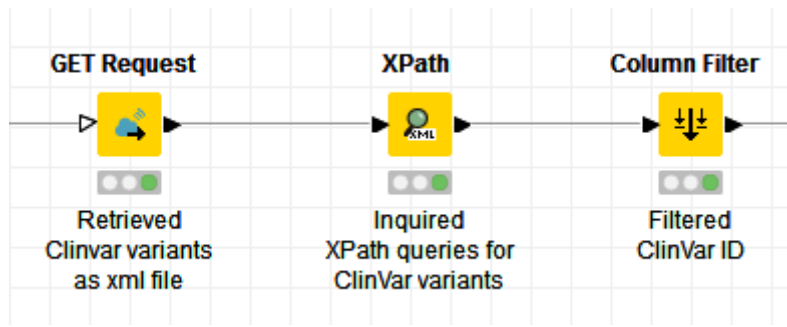 GET Request
XPath
Column Filter
XML
Retrieved
Clinvar variants
as xml file
Inquired
XPath queries for
ClinVar variants
Filtered
ClinVar ID